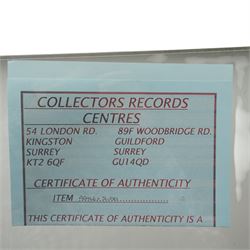 COLLECTORS RECORDS
CENTRES
54 LONDON RD. 89F WOODBRIDGE RD.
KINGSTON GUILDFORD
SURREY SURREY
KT2 6QF GU14QD
CERTIFICATE OF AUTHENTICITY
ITEM
THIS CERTIFICATE OF AUTHENTICITY IS A